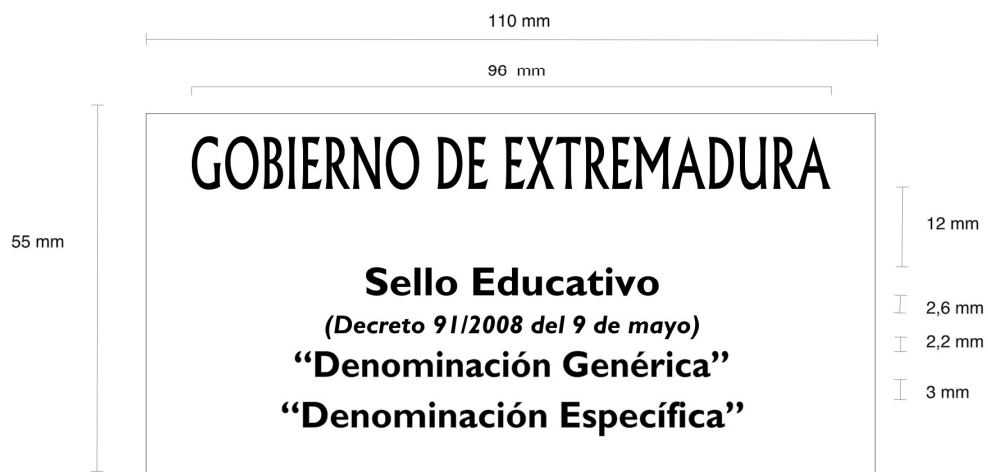 110 mm
96 mm
GOBIERNO DE EXTREMADURA
12 mm
55 mm
Sello Educativo
2,6 mm
(Decreto 91/2008 del 9 de mayo)
2,2 mm
“Denominación Genérica”
3 mm
“Denominación Específica”